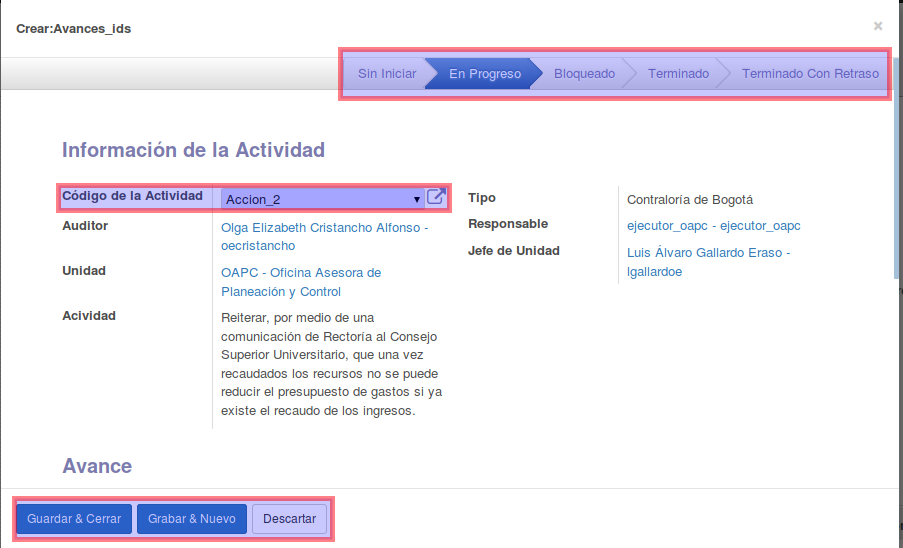 Crear:Avances_ids
×
Sin Iniciar En Progreso Bloqueado Terminado Terminado Con Retraso
Información de la Actividad
Código de la Actividad Accion_2
Auditor Olga Elizabeth Cristancho Alfonso -
oecristancho
Unidad OAPC - Oficina Asesora de
Planeación y Control
Acividad Reiterar, por medio de una
comunicación de Rectoría al Consejo
Superior Universitario, que una vez
recaudados los recursos no se puede
reducir el presupuesto de gastos si ya
existe el recaudo de los ingresos.
Tipo Contraloría de Bogotá
Responsable ejecutor_oapc - ejecutor_oapc
Jefe de Unidad Luis Álvaro Gallardo Eraso -
lgallardoe
Avance
Guardar & Cerrar Grabar & Nuevo Descartar